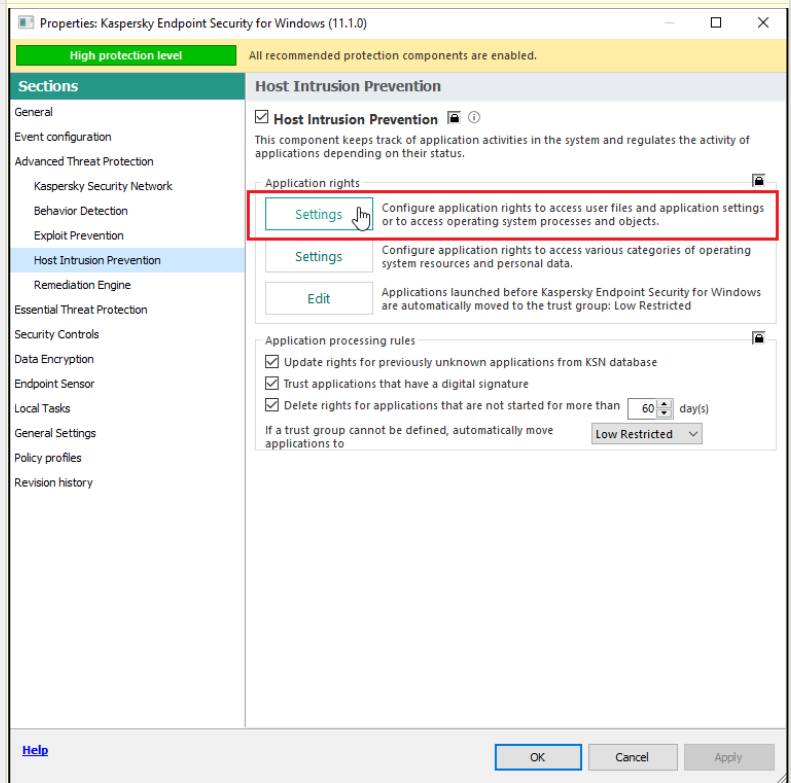 Properties: Kaspersky Endpoint Security for Windows (11.1.0)
High protection level
All recommended protection components are enabled.
Sections
General
Event configuration
Advanced Threat Protection
Kaspersky Security Network
Behavior Detection
Exploit Prevention
Host Intrusion Prevention
Remediation Engine
Essential Threat Protection
Security Controls
Data Encryption
Endpoint Sensor
Local Tasks
General Settings
Policy profiles
Revision history
Host Intrusion Prevention
Host Intrusion Prevention
This component keeps track of application activities in the system and regulates the activity of
applications depending on their status.
Application rights
Settings
Configure application rights to access user files and application settings
or to access operating system processes and objects.
Settings
Configure application rights to access various categories of operating
system resources and personal data.
Edit
Applications launched before Kaspersky Endpoint Security for Windows
are automatically moved to the trust group: Low Restricted
Application processing rules
Update rights for previously unknown applications from KSN database
Trust applications that have a digital signature
Delete rights for applications that are not started for more than 60 day(s)
If a trust group cannot be defined, automatically move
applications to
Low Restricted
Help
OK
Cancel
Apply